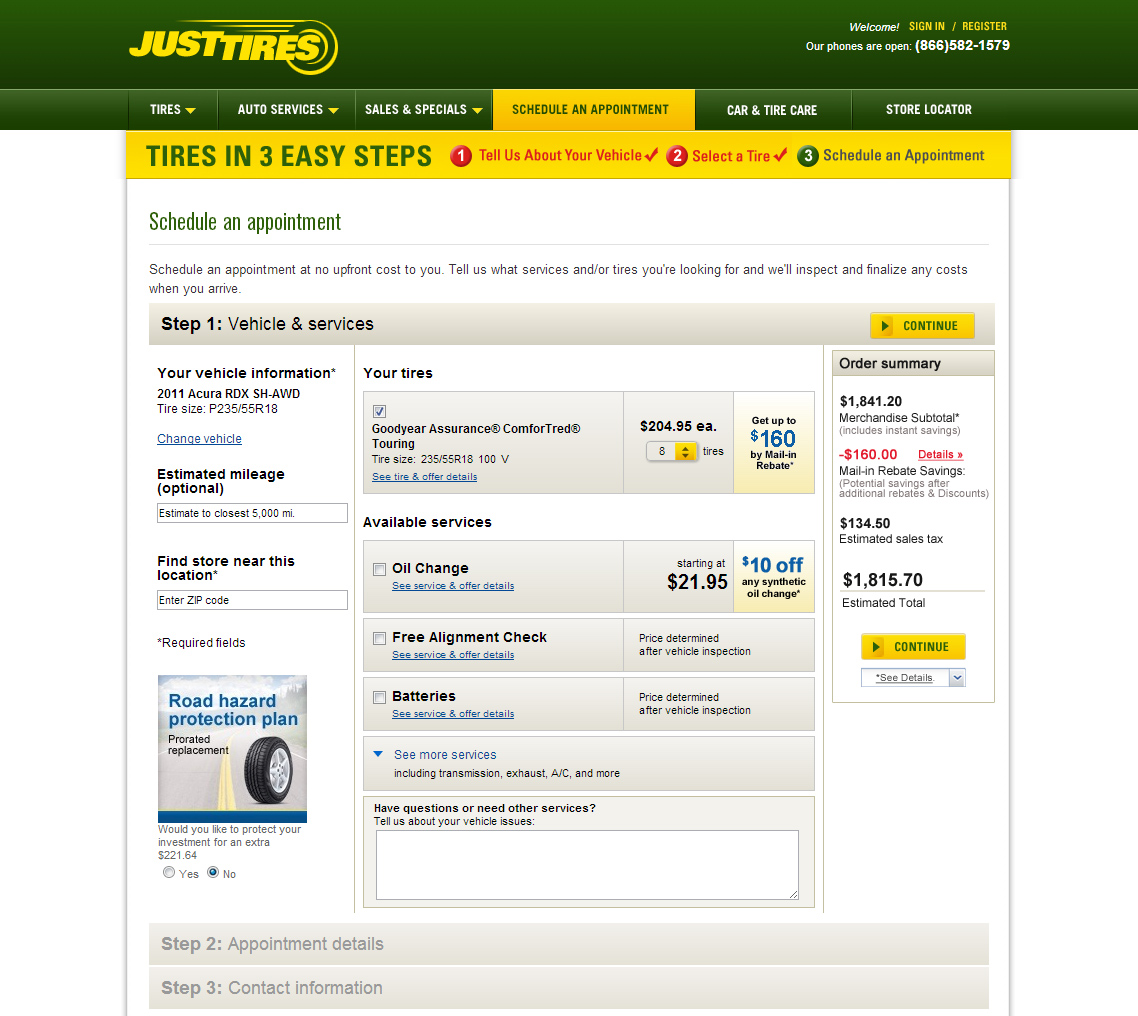 JUSTTIRES
Welcome! SIGN IN / REGISTER
Our phones are open: (866)582-1579
TIRES
AUTO SERVICES
SALES & SPECIALS
SCHEDULE AN APPOINTMENT
CAR & TIRE CARE
STORE LOCATOR
TIRES IN 3 EASY STEPS
1 Tell Us About Your Vehicle
2 Select a Tire
3 Schedule an Appointment
Schedule an appointment
Schedule an appointment at no upfront cost to you. Tell us what services and/or tires you're looking for and we'll inspect and finalize any costs
when you arrive.
Step 1: Vehicle & services
CONTINUE
Your vehicle information*
2011 Acura RDX SH-AWD
Tire size: P235/55R18
Change vehicle
Estimated mileage
(optional)
Estimate to closest 5,000 mi.
Find store near this
location*
Enter ZIP code
*Required fields
Road hazard
protection plan
Prorated
replacement
Would you like to protect your
investment for an extra
$221.64
Yes
No
Your tires
Goodyear Assurance® ComforTred®
Touring
Tire size: 235/55R18 100 V
See tire & offer details
$204.95 ea.
8 tires
Get up to
$160
by Mail-in
Rebate*
Available services
Oil Change
See service & offer details
starting at
$21.95
$10 off
any synthetic
oil change*
Free Alignment Check
See service & offer details
Price determined
after vehicle inspection
Batteries
See service & offer details
Price determined
after vehicle inspection
See more services
including transmission, exhaust, A/C, and more
Have questions or need other services?
Tell us about your vehicle issues:
Order summary
$1,841.20
Merchandise Subtotal*
(includes instant savings)
-$160.00 Details »
Mail-in Rebate Savings:
(Potential savings after
additional rebates & Discounts)
$134.50
Estimated sales tax
$1,815.70
Estimated Total
CONTINUE
*See Details.
Step 2: Appointment details
Step 3: Contact information